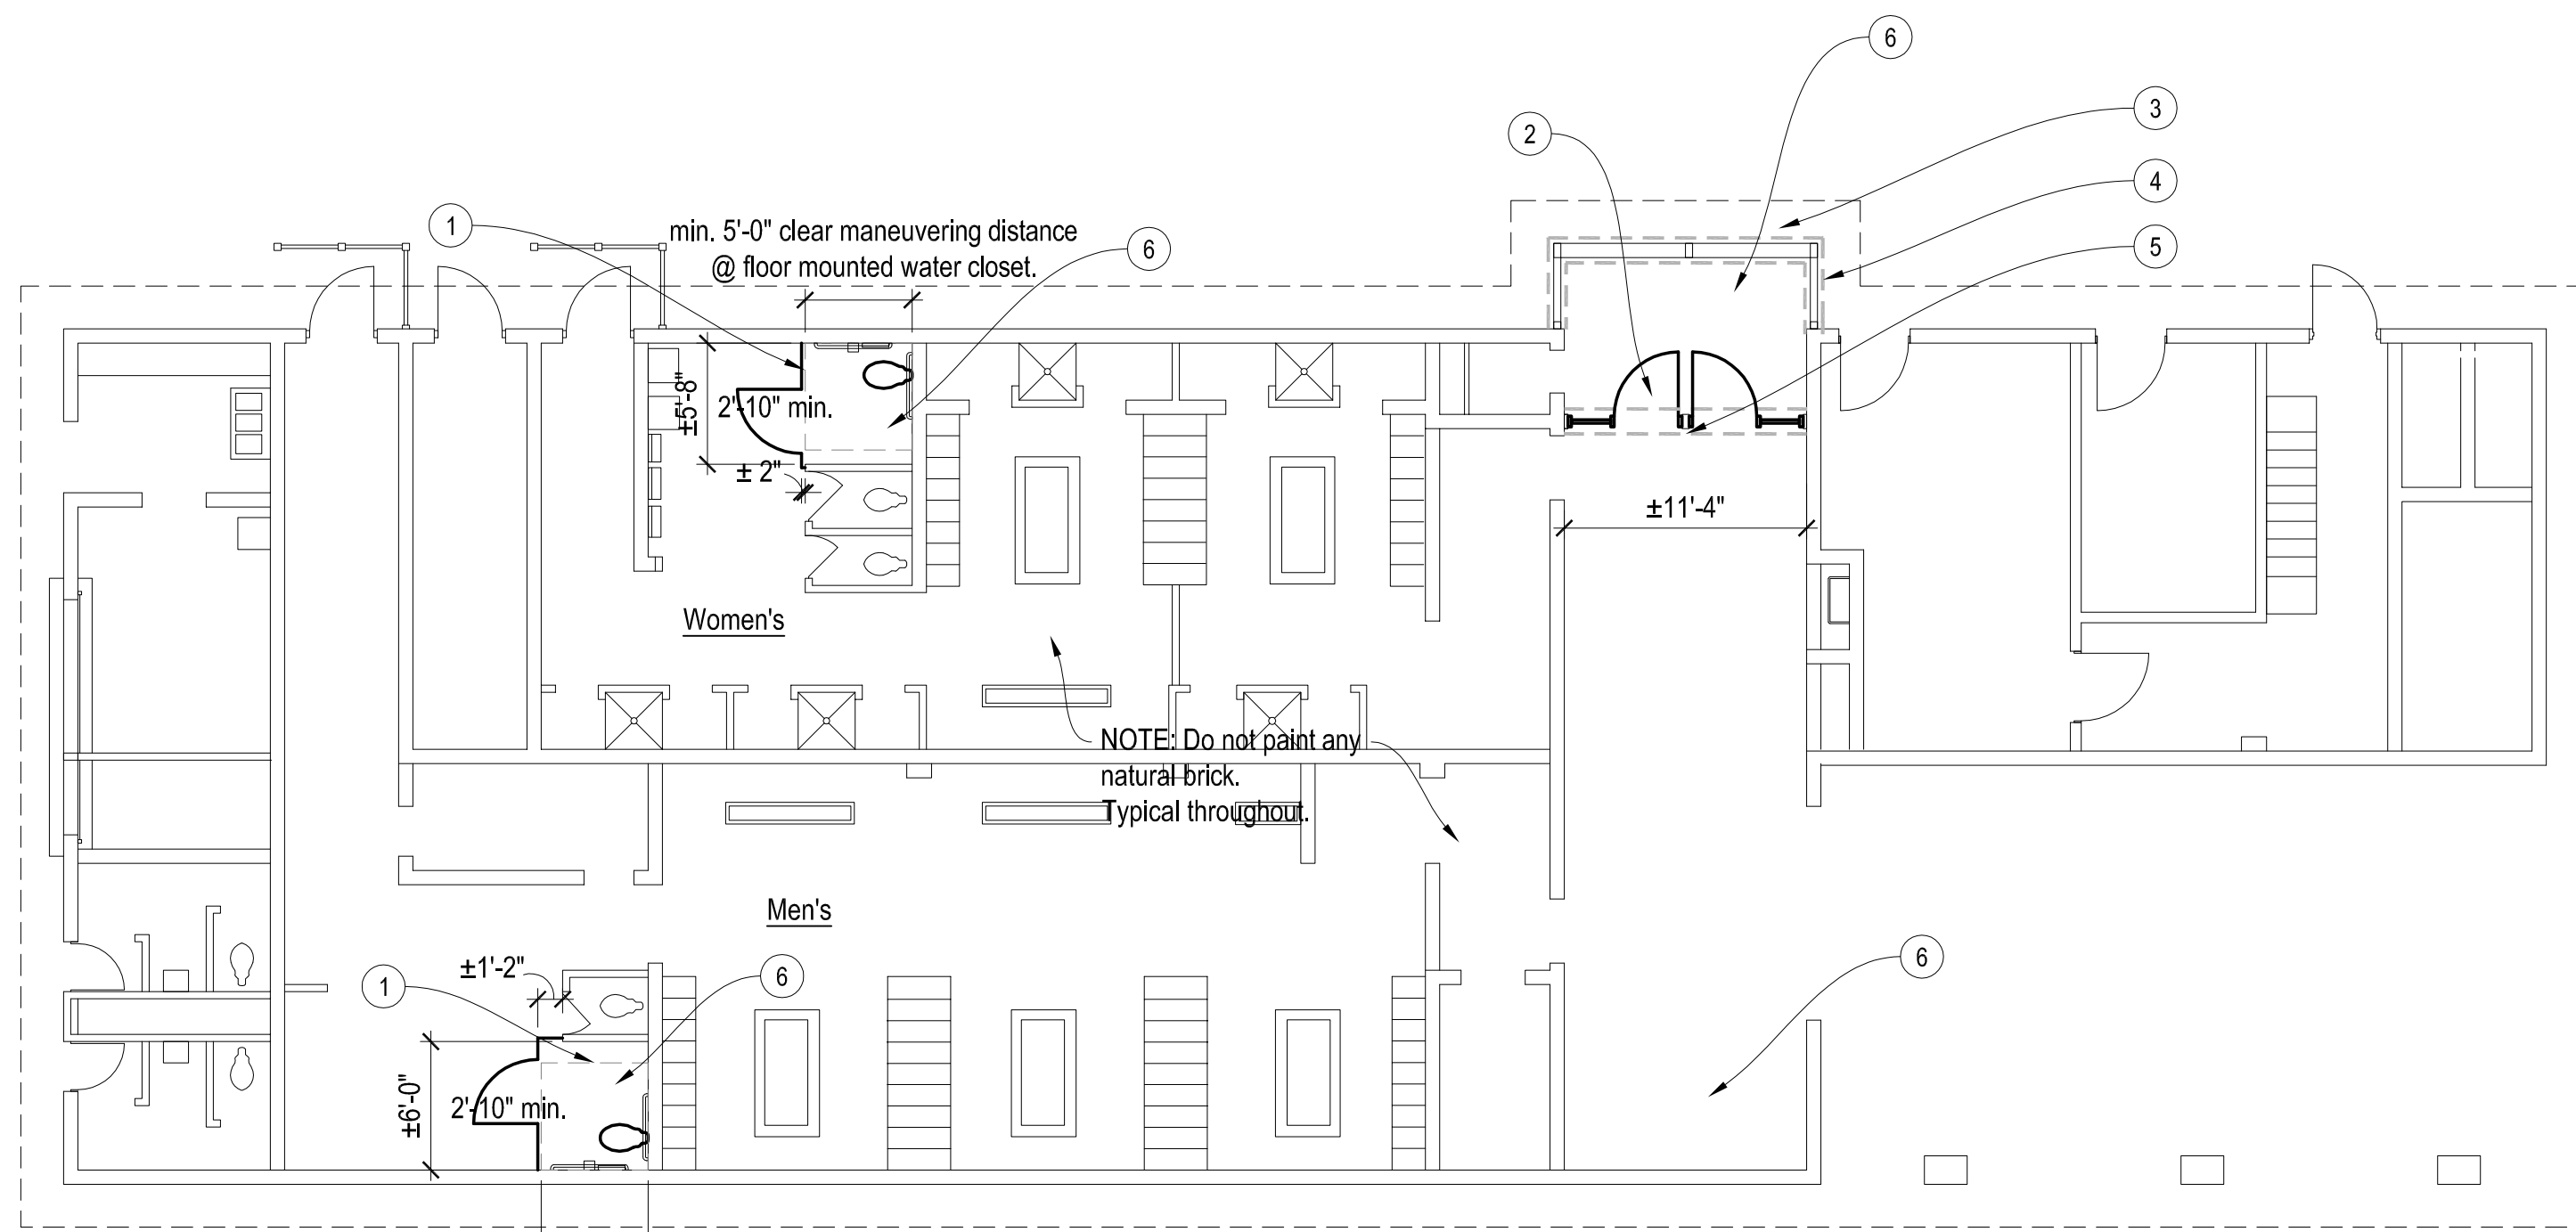 6
3
2
4
1
min. 5'-0" clear maneuvering distance
@ floor mounted water closet.
6
5
±5'-8"
2'-10" min.
± 2"
±11'-4"
Women's
NOTE: Do not paint any
natural brick.
Typical throughout.
Men's
±1'-2"
1
6
6
±6'-0"
2'-10" min.